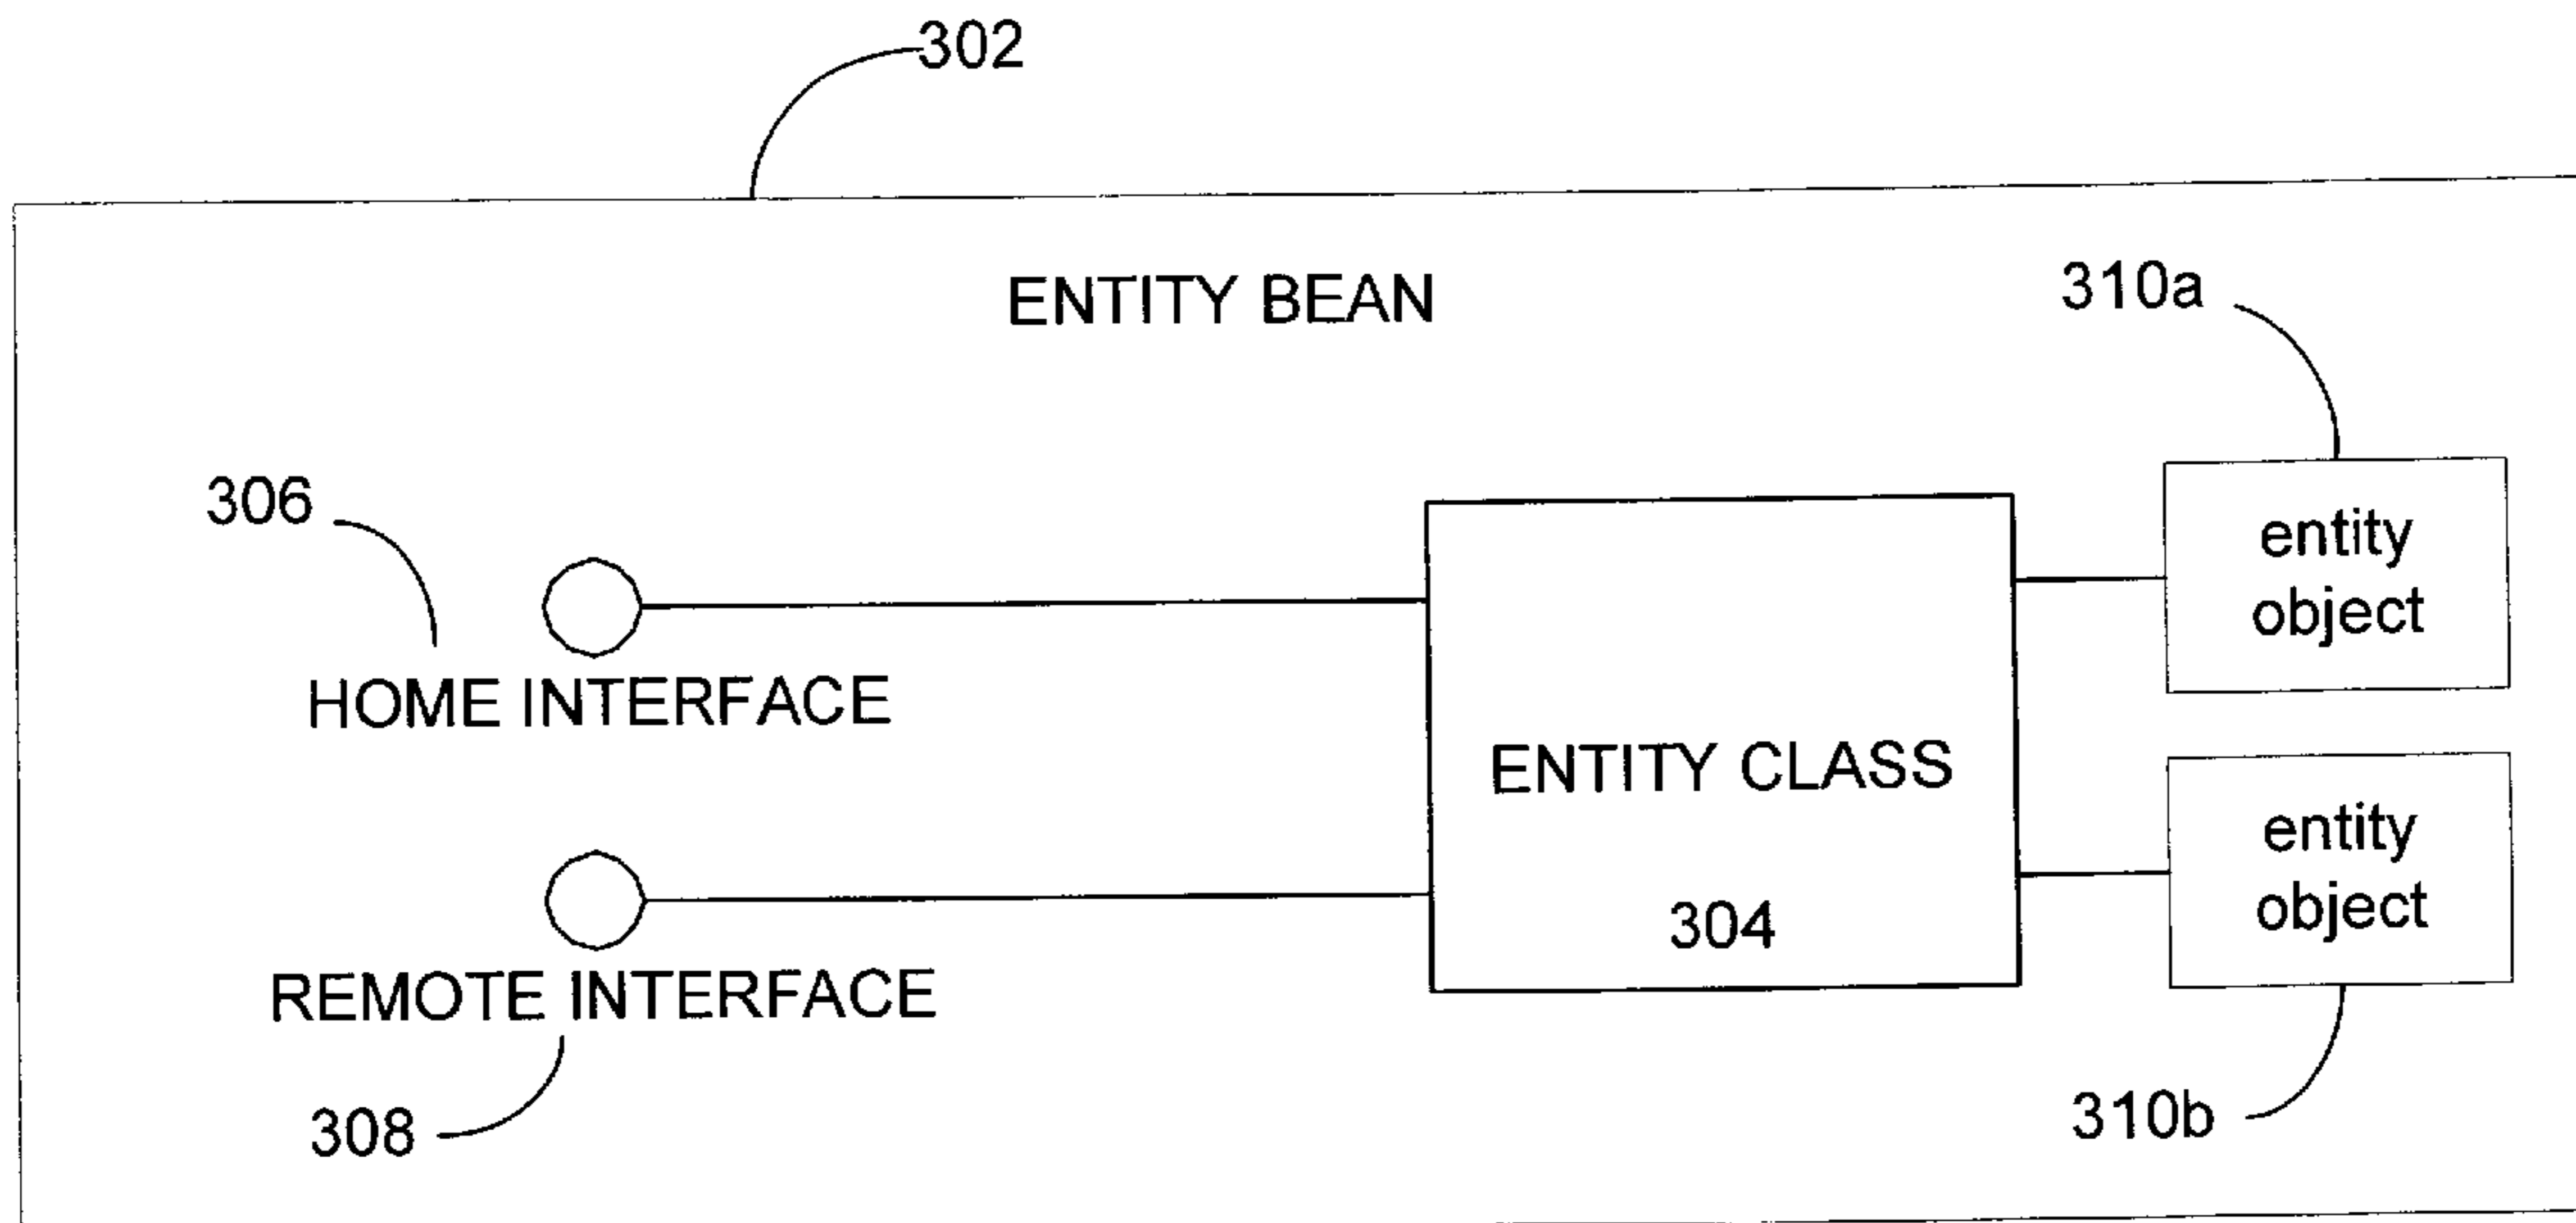 302
ENTITY BEAN
310a
306
entity
object
HOME INTERFACE
ENTITY CLASS
304
entity
object
REMOTE INTERFACE
308
310b